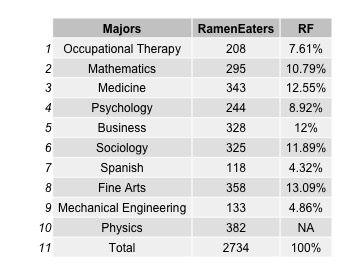 Majors RamenEaters RF
1 Occupational Therapy 208 7.61%
2 Mathematics 295 10.79%
3 Medicine 343 12.55%
4 Psychology 244 8.92%
5 Business 328 12%
6 Sociology 325 11.89%
7 Spanish 118 4.32%
8 Fine Arts 358 13.09%
9 Mechanical Engineering 133 4.86%
10 Physics 382 NA
11 Total 2734 100%